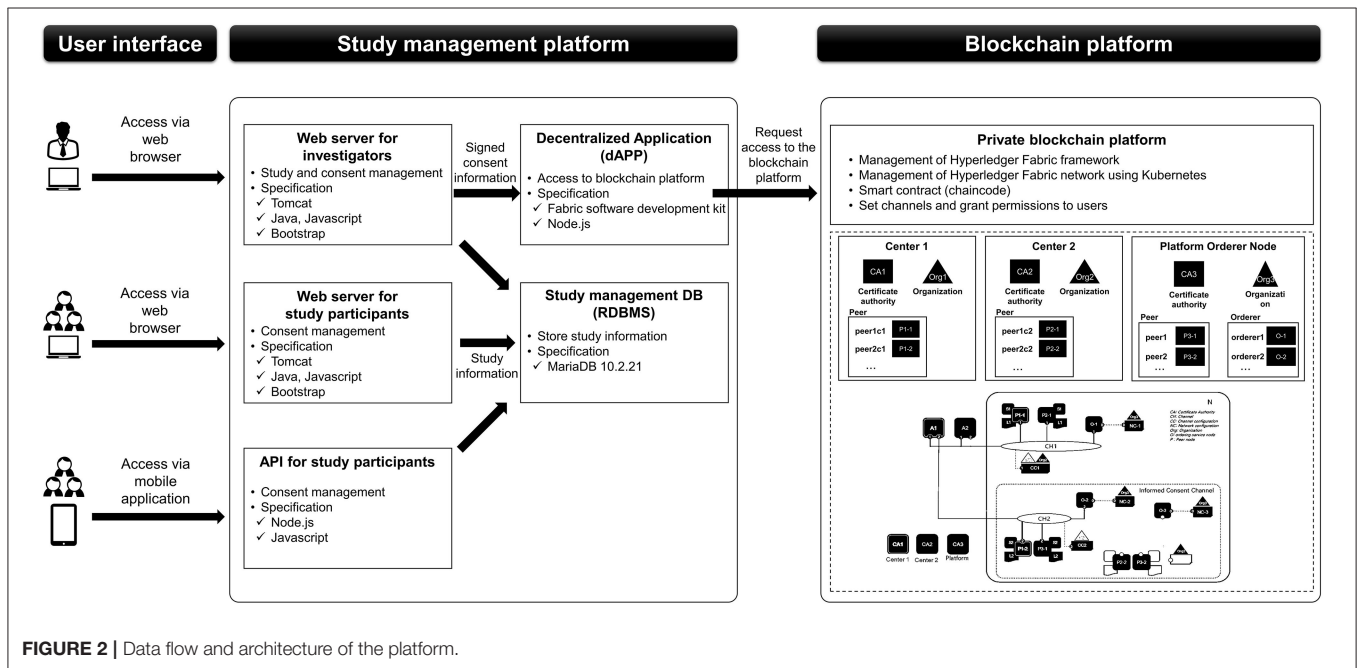 User interface
Study management platform
Blockchain platform
Access via
web
browser
Access via
web
browser
Access via
mobile
application
Web server for
investigators
• Study and consent management
• Specification
✓ Tomcat
✓ Java, Javascript
✓ Bootstrap
Signed
consent
information
Decentralized Application
(dAPP)
• Access to blockchain platform
• Specification
✓ Fabric software development kit
✓ Node.js
Request
access to the
blockchain
platform
Web server for
study participants
• Consent management
• Specification
✓ Tomcat
✓ Java, Javascript
✓ Bootstrap
Study
information
Study management DB
(RDBMS)
• Store study information
• Specification
✓ MariaDB 10.2.21
API for study participants
• Consent management
• Specification
✓ Node.js
✓ Javascript
Private blockchain platform
• Management of Hyperledger Fabric framework
• Management of Hyperledger Fabric network using Kubernetes
• Smart contract (chaincode)
• Set channels and grant permissions to users
Center 1
CA1
Org1
Certificate
authority
Organization
Peer
peer1c1 P1-1
peer2c1 P1-2
...
Center 2
CA2
Org2
Certificate
authority
Organization
Peer
peer1c2 P2-1
peer2c2 P2-2
...
Platform Orderer Node
CA3
Org3
Certificate
authority
Organizati
on
Peer
peer1 P3-1
peer2 P3-2
...
Orderer
orderer1 O-1
orderer2 O-2
...
N
CA: Certificate Authority
CH: Channel
CC: Channel configuration
NC: Network configuration
Org: Organization
O: ordering service node
P : Peer node
A1
A2
S1
L1
P1-1
P2-1
S1
L1
O-1
NC-1
CH1
CC1
Informed Consent Channel
O-2
NC-2
O-3
NC-3
CH2
CC2
S2
L2
P1-2
P3-1
S2
L2
P2-2
P3-2
CA1
CA2
CA3
Center 1
Center 2
Platform
FIGURE 2 | Data flow and architecture of the platform.